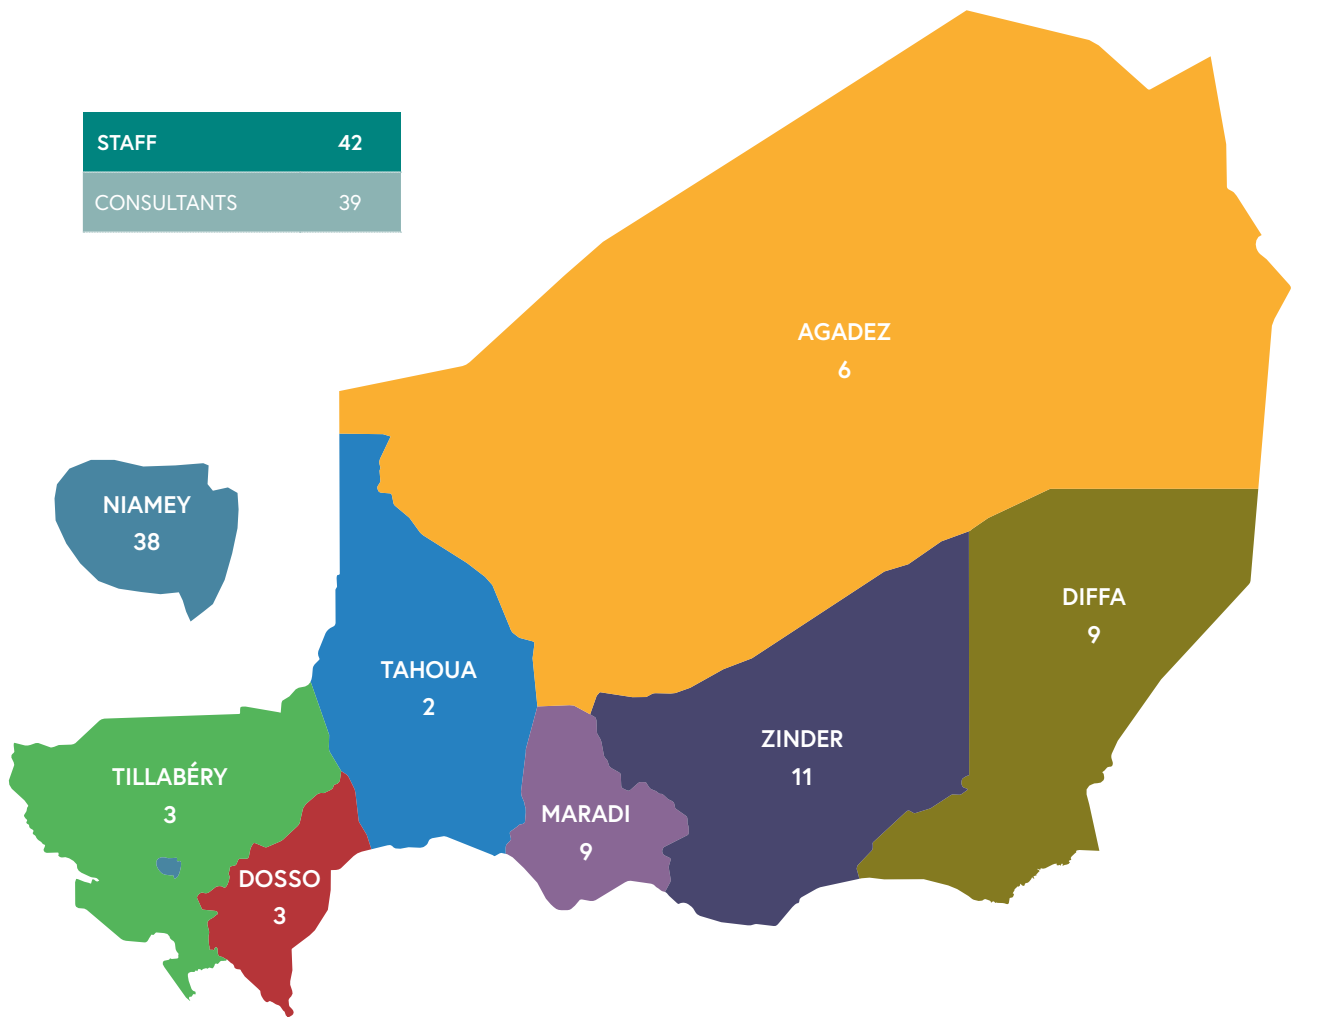 STAFF 42
CONSULTANTS 39
AGADEZ
6
NIAMEY
38
DIFFA
9
TAHOUA
2
ZINDER
11
TILLABÉRY
3
MARADI
9
DOSSO
3